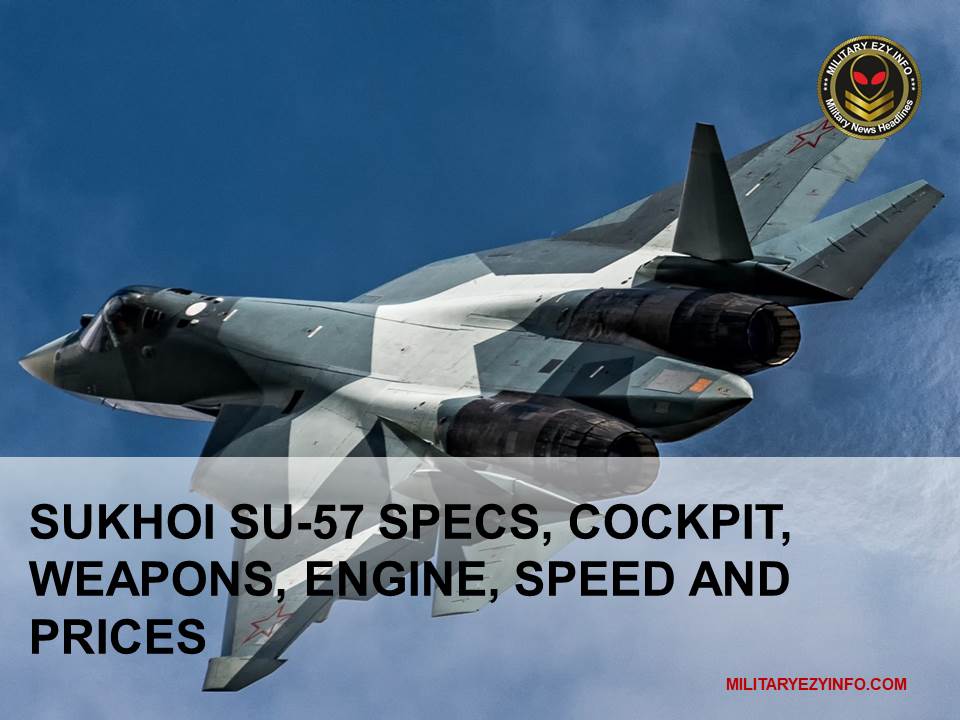 MILITARY EZY INFO
Military News Headlines
SUKHOI SU-57 SPECS, COCKPIT,
WEAPONS, ENGINE, SPEED AND
PRICES
MILITARYEZYINFO.COM